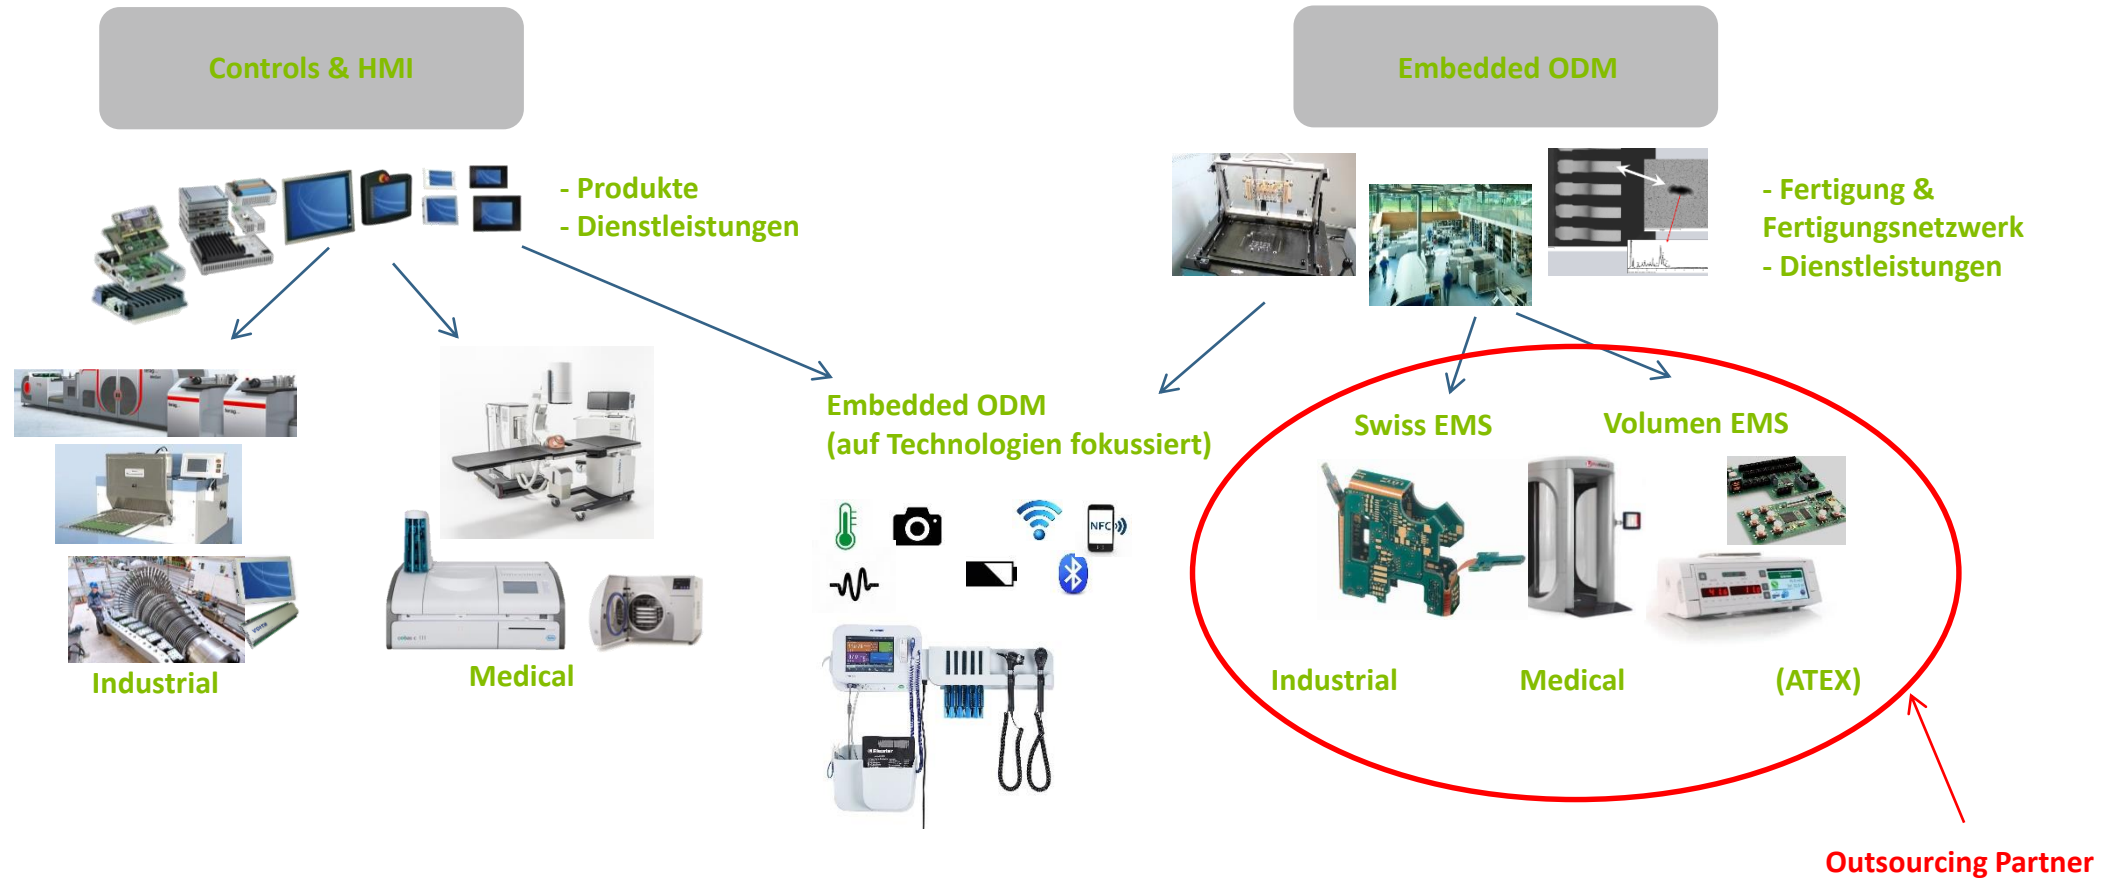 Controls & HMI
Embedded ODM
- Produkte
- Dienstleistungen
- Fertigung &
Fertigungsnetzwerk
- Dienstleistungen
Embedded ODM
(auf Technologien fokussiert)
Swiss EMS
Volumen EMS
NFC
Industrial
Medical
Industrial
Medical
(ATEX)
Outsourcing Partner